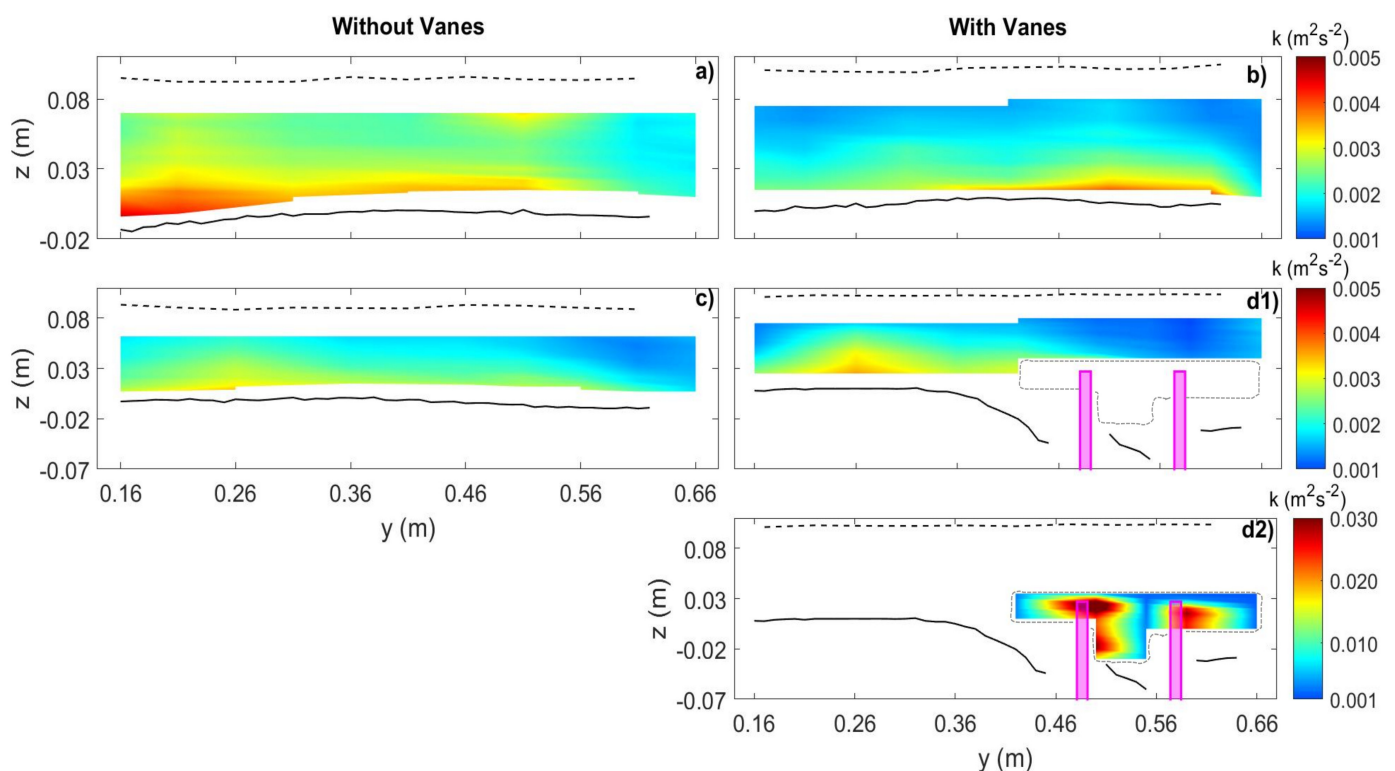 Without Vanes
With Vanes
k (m²s⁻²)
a)
b)
z (m)
0.08
0.03
-0.02
0.005
0.004
0.003
0.002
0.001
k (m²s⁻²)
c)
d1)
z (m)
0.08
0.03
-0.02
-0.07
0.005
0.004
0.003
0.002
0.001
0.16 0.26 0.36 0.46 0.56 0.66
y (m)
k (m²s⁻²)
d2)
z (m)
0.08
0.03
-0.02
-0.07
0.030
0.020
0.010
0.001
0.16 0.26 0.36 0.46 0.56 0.66
y (m)